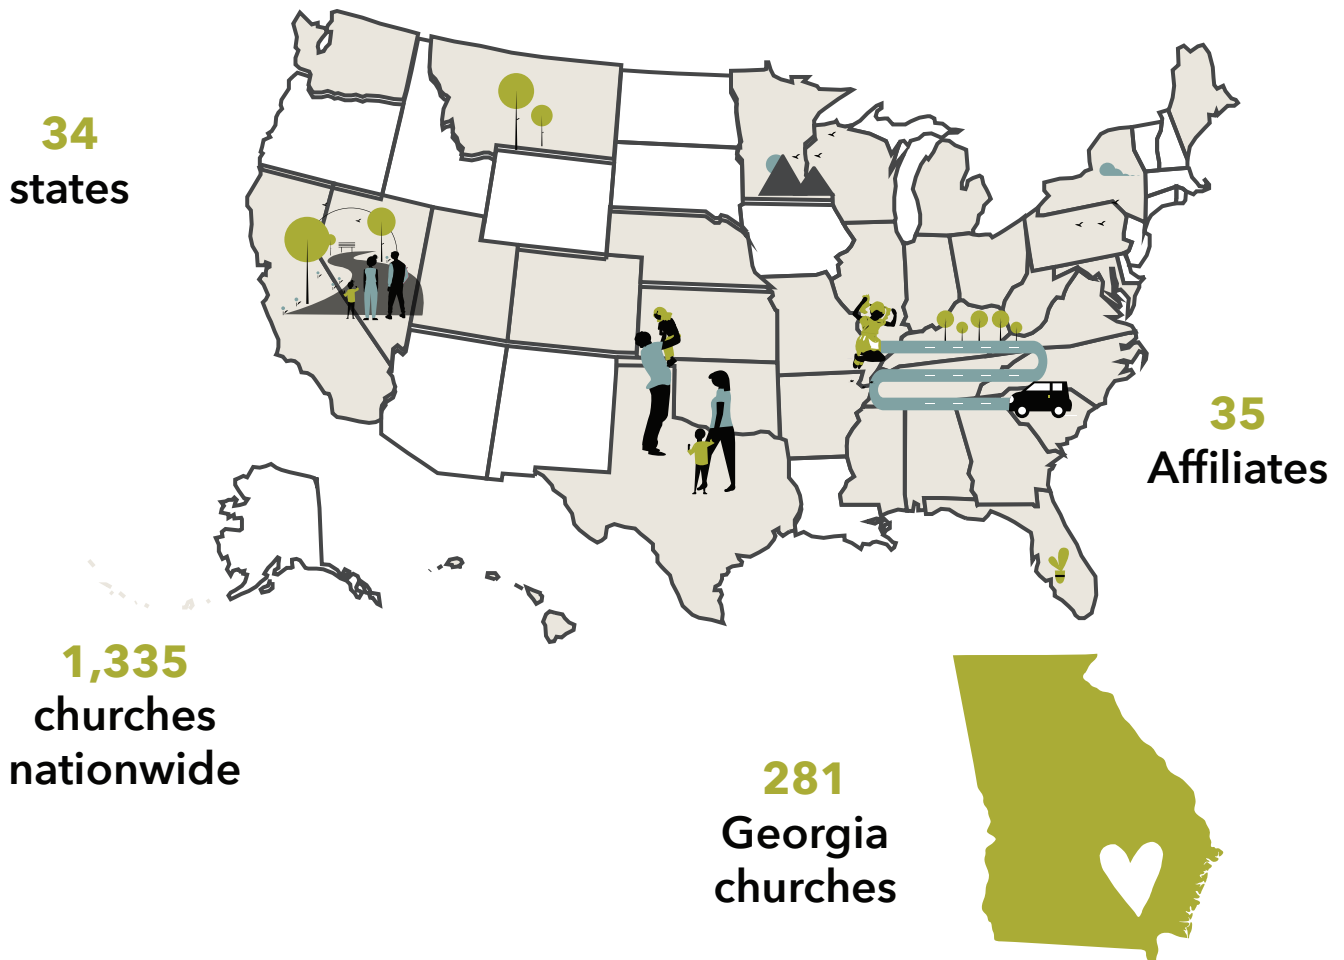 34
states
35
Affiliates
1,335
churches
nationwide
281
Georgia
churches